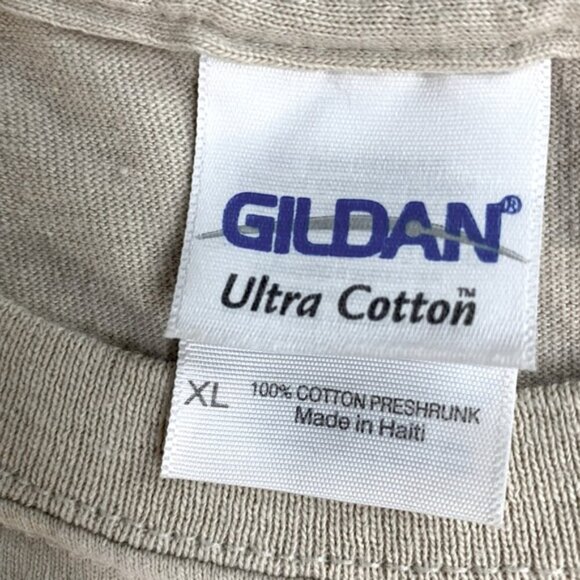 GILDAN®
Ultra Cotton™
XL 100% COTTON PRESHRUNK
Made in Haiti